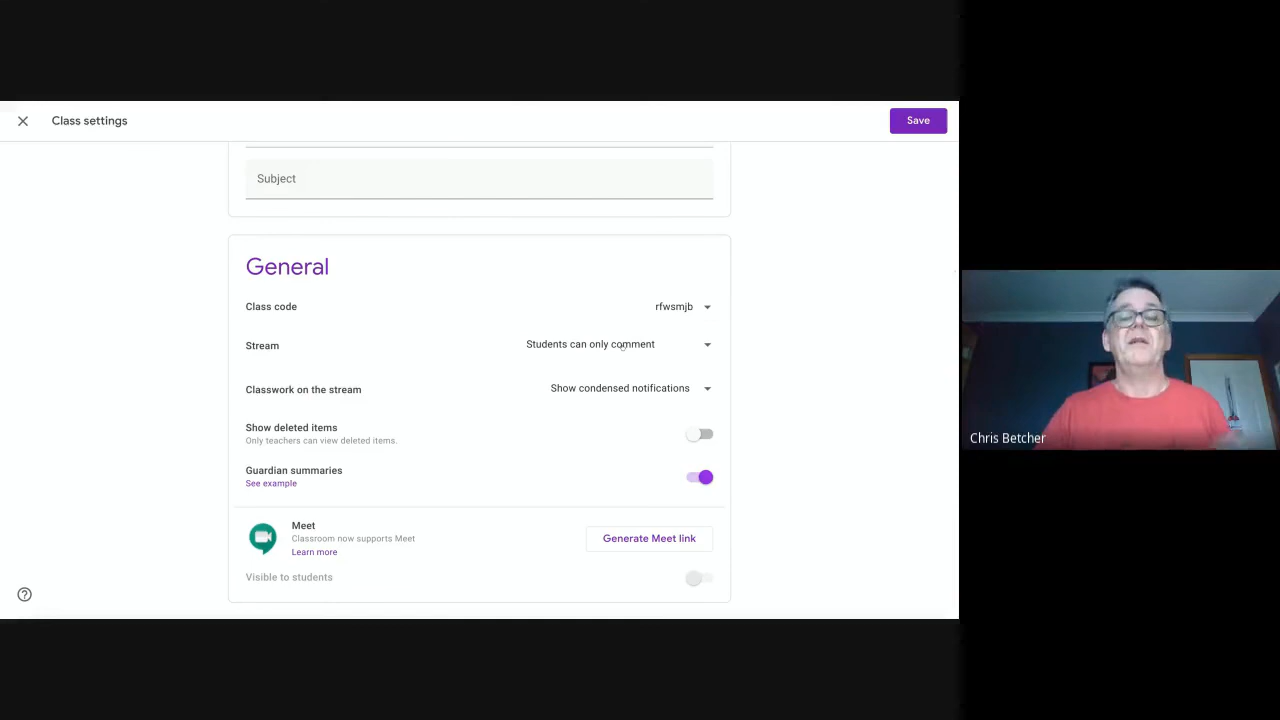 Class settings
Save
Subject
General
Class code
rfwsmjb
Stream
Students can only comment
Classwork on the stream
Show condensed notifications
Show deleted items
Only teachers can view deleted items.
Guardian summaries
See example
Meet
Classroom now supports Meet
Learn more
Generate Meet link
Visible to students
Chris Betcher